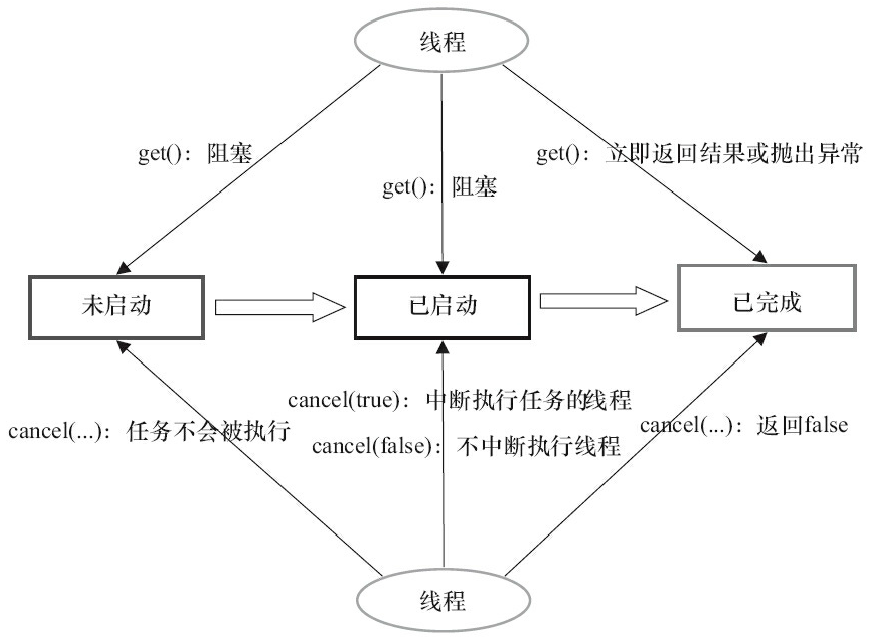 线程
get()：阻塞
get()：立即返回结果或抛出异常
get()：阻塞
未启动
已启动
已完成
cancel(true)：中断执行任务的线程
cancel(...)：任务不会被执行
cancel(...)：返回false
cancel(false)：不中断执行线程
线程